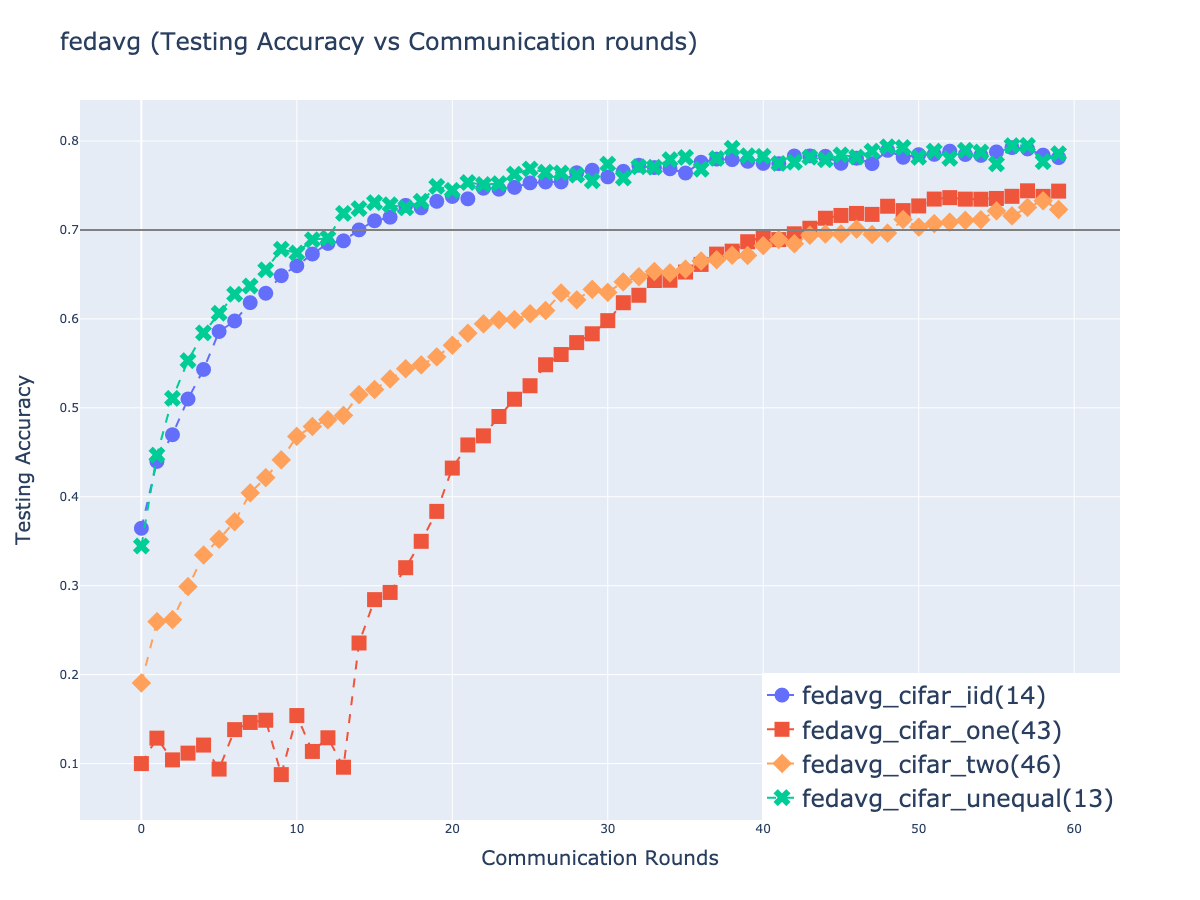 fedavg (Testing Accuracy vs Communication rounds)
Testing Accuracy
0.8
0.7
0.6
0.5
0.4
0.3
0.2
0.1
0 10 20 30 40 50 60
Communication Rounds
fedavg_cifar_iid(14)
fedavg_cifar_one(43)
fedavg_cifar_two(46)
fedavg_cifar_unequal(13)